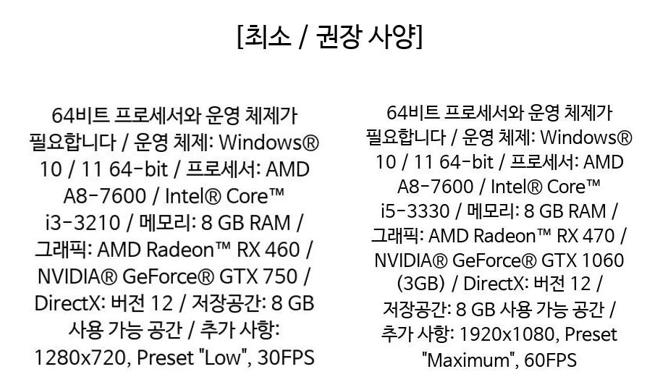 [최소 / 권장 사양]
64비트 프로세서와 운영 체제가
필요합니다 / 운영 체제: Windows®
10 / 11 64-bit / 프로세서: AMD
A8-7600 / Intel® Core™
i3-3210 / 메모리: 8 GB RAM /
그래픽: AMD Radeon™ RX 460 /
NVIDIA® GeForce® GTX 750 /
DirectX: 버전 12 / 저장공간: 8 GB
사용 가능 공간 / 추가 사항:
1280x720, Preset "Low", 30FPS
64비트 프로세서와 운영 체제가
필요합니다 / 운영 체제: Windows®
10 / 11 64-bit / 프로세서: AMD
A8-7600 / Intel® Core™
i5-3330 / 메모리: 8 GB RAM /
그래픽: AMD Radeon™ RX 470 /
NVIDIA® GeForce® GTX 1060
(3GB) / DirectX: 버전 12 /
저장공간: 8 GB 사용 가능 공간 /
추가 사항: 1920x1080, Preset
"Maximum", 60FPS